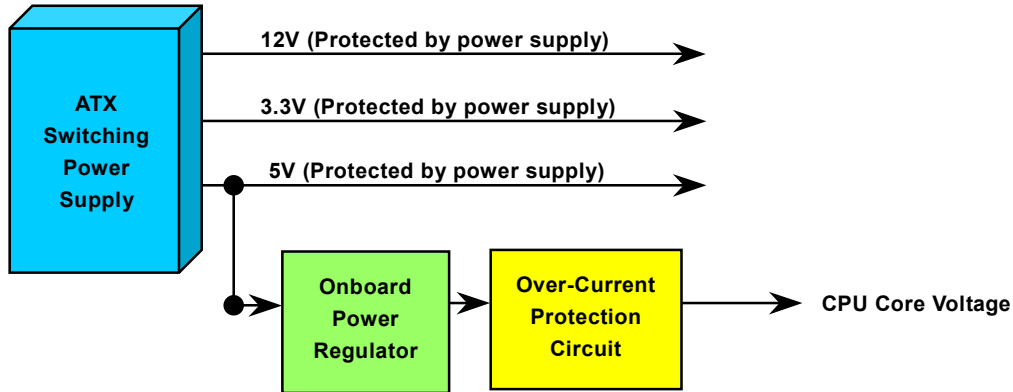 12V (Protected by power supply)
ATX
Switching
Power
Supply
3.3V (Protected by power supply)
5V (Protected by power supply)
Onboard
Power
Regulator
Over-Current
Protection
Circuit
CPU Core Voltage